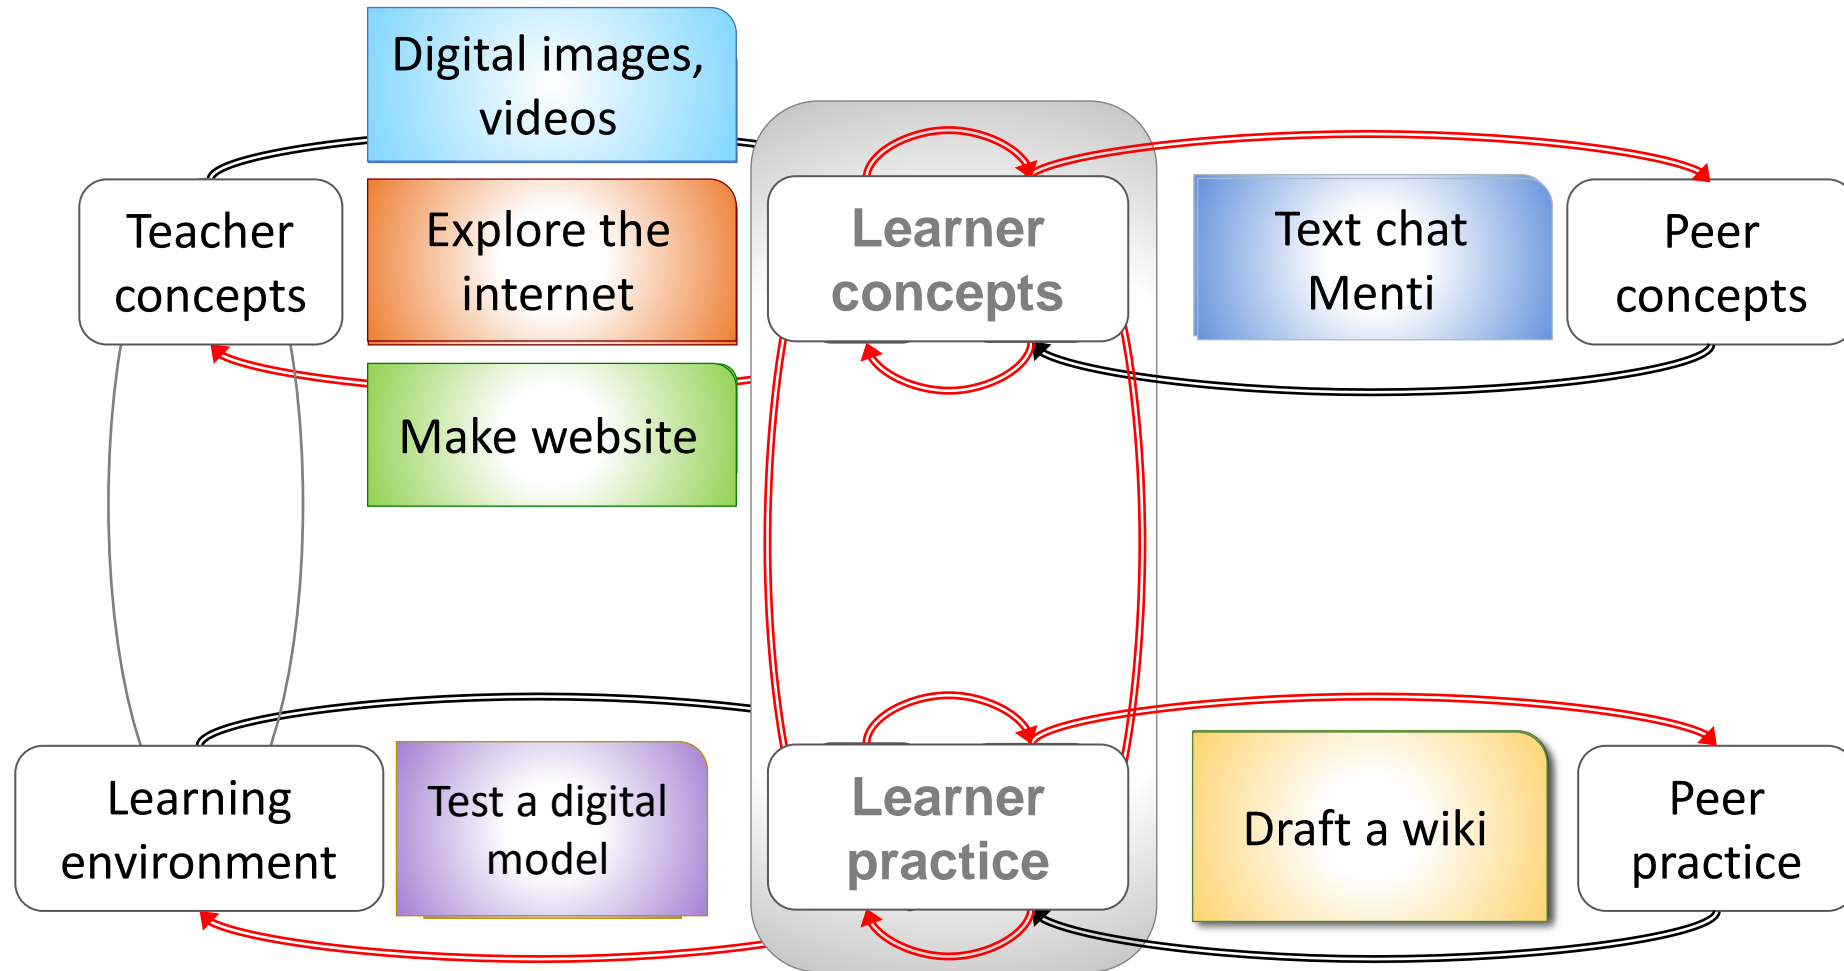 Digital images,
videos
Teacher
concepts
Explore the
internet
Make website
Learner
concepts
Text chat
Menti
Peer
concepts
Learning
environment
Test a digital
model
Learner
practice
Draft a wiki
Peer
practice